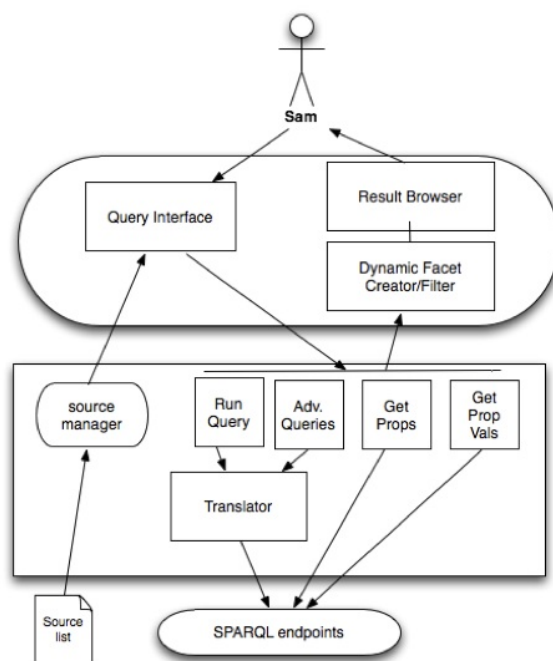 Sam
Query Interface
Result Browser
Dynamic Facet
Creator/Filter
source
manager
Run
Query
Adv.
Queries
Get
Props
Get
Prop
Vals
Translator
Source
list
SPARQL endpoints